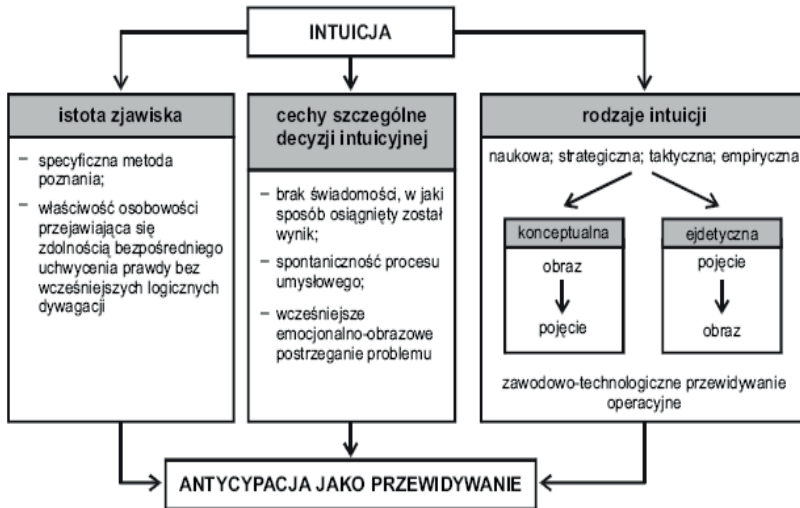 INTUICJA
istota zjawiska
– specyficzna metoda
poznania;
– właściwość osobowości
przejawiająca się
zdolnością bezpośredniego
uchwycenia prawdy bez
wcześniejszych logicznych
dywagacji
cechy szczególne
decyzji intuicyjnej
– brak świadomości, w jaki
sposób osiągnięty został
wynik;
– spontaniczność procesu
umysłowego;
– wcześniejsze
emocjonalno-obrazowe
postrzeganie problemu
rodzaje intuicji
naukowa; strategiczna; taktyczna; empiryczna
konceptualna
obraz
pojęcie
ejdetyczna
pojęcie
obraz
zawodowo-technologiczne przewidywanie
operacyjne
ANTYCYPACJA JAKO PRZEWIDYWANIE